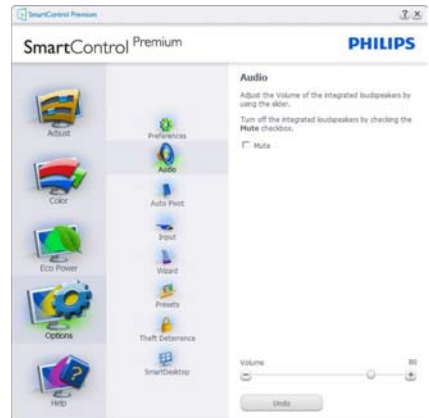 SmartControl Premium
SmartControl Premium
PHILIPS
Adjust
Color
Eco Power
Options
Help
Preferences
Audio
Auto Pivot
Input
Wizard
Presets
Theft Deterrence
SmartDesktop
Audio
Adjust the Volume of the integrated loudspeakers by
using the slider.
Turn off the integrated loudspeakers by checking the
Mute checkbox.
Mute
Volume 80
Undo